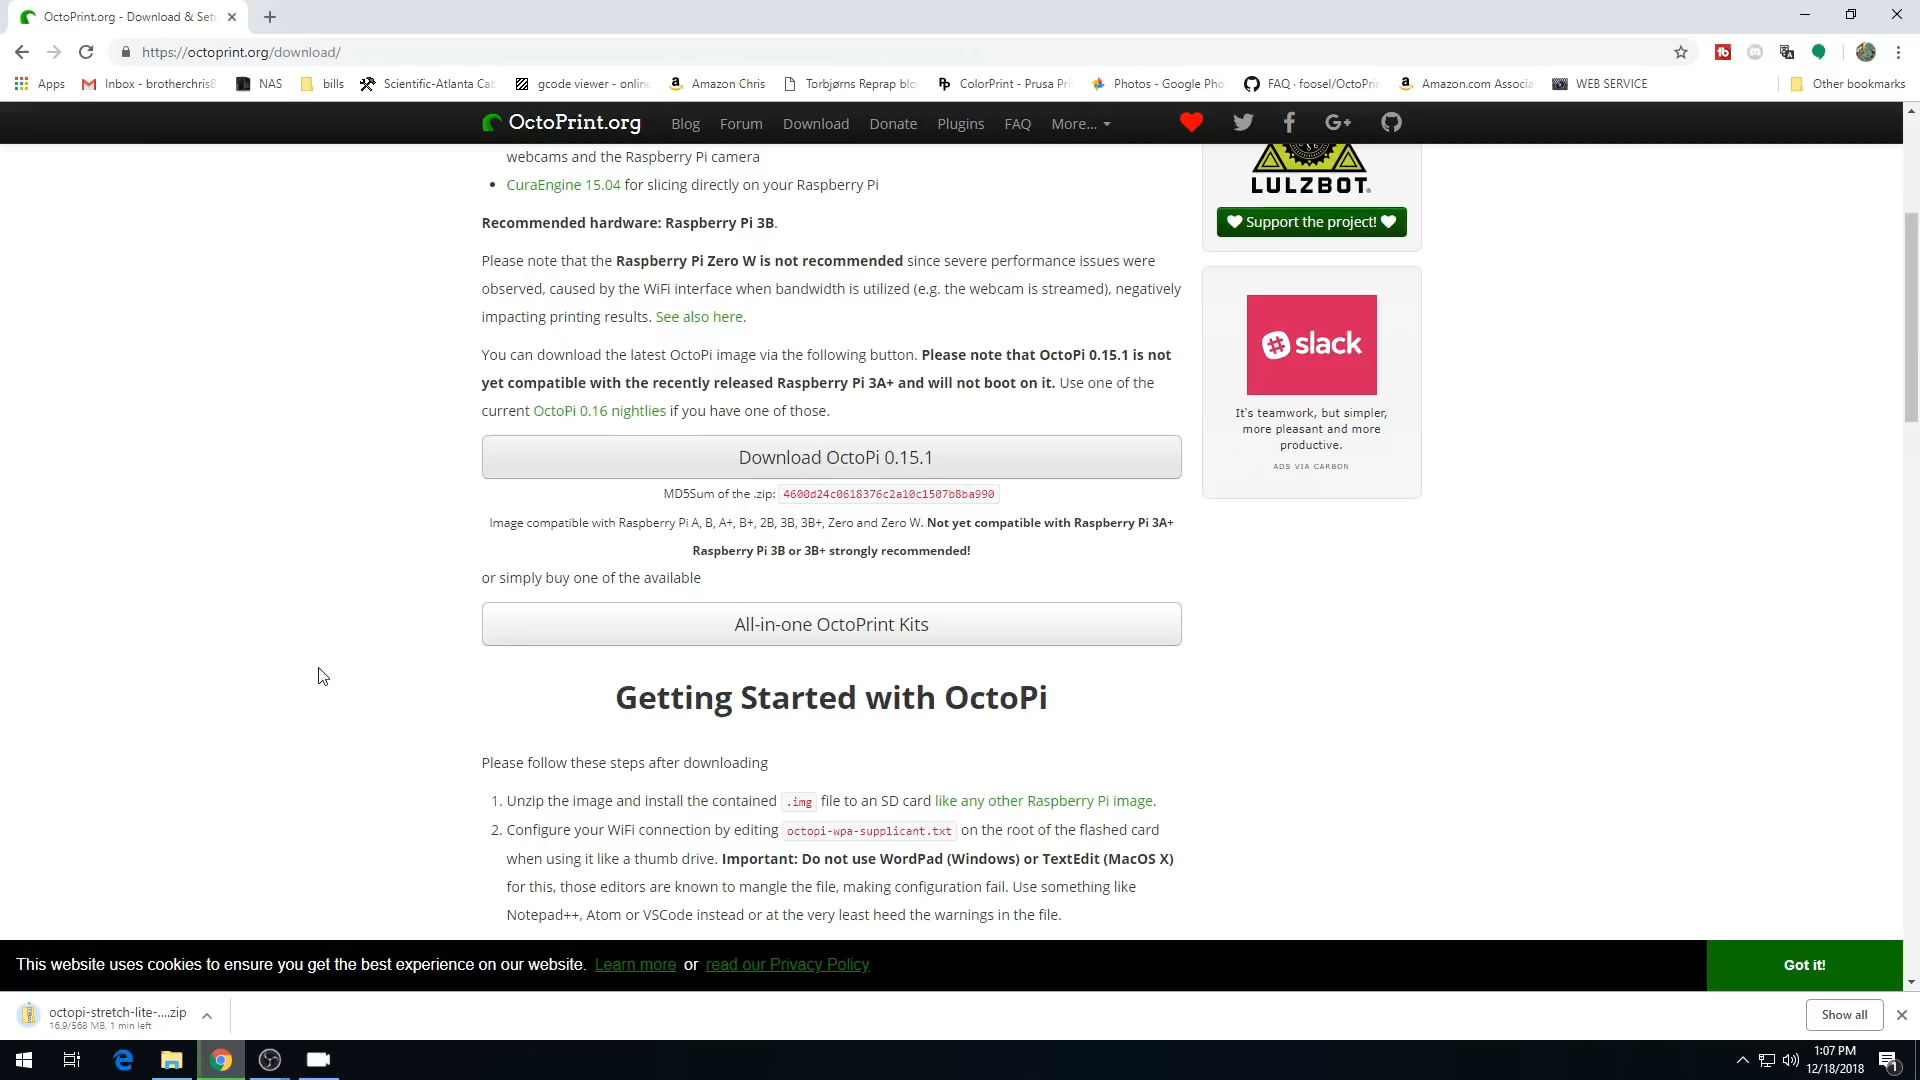 OctoPrint.org - Download & Setu
https://octoprint.org/download/
Apps
Inbox - brotherchris8
NAS
bills
Scientific-Atlanta Cab
gcode viewer - online
Amazon Chris
Torbjørns Reprap blo
ColorPrint - Prusa Pri
Photos - Google Pho
FAQ · foosel/OctoPrin
Amazon.com Associa
WEB SERVICE
Other bookmarks
OctoPrint.org
Blog
Forum
Download
Donate
Plugins
FAQ
More...
G+
webcams and the Raspberry Pi camera
CuraEngine 15.04 for slicing directly on your Raspberry Pi
Recommended hardware: Raspberry Pi 3B.
Please note that the Raspberry Pi Zero W is not recommended since severe performance issues were
observed, caused by the WiFi interface when bandwidth is utilized (e.g. the webcam is streamed), negatively
impacting printing results. See also here.
You can download the latest OctoPi image via the following button. Please note that OctoPi 0.15.1 is not
yet compatible with the recently released Raspberry Pi 3A+ and will not boot on it. Use one of the
current OctoPi 0.16 nightlies if you have one of those.
Download OctoPi 0.15.1
MD5Sum of the .zip: 4600d24c0618376c2a10c1507b8ba990
Image compatible with Raspberry Pi A, B, A+, B+, 2B, 3B, 3B+, Zero and Zero W. Not yet compatible with Raspberry Pi 3A+
Raspberry Pi 3B or 3B+ strongly recommended!
or simply buy one of the available
All-in-one OctoPrint Kits
Getting Started with OctoPi
Please follow these steps after downloading
1. Unzip the image and install the contained .img file to an SD card like any other Raspberry Pi image.
2. Configure your WiFi connection by editing octopi-wpa-supplicant.txt on the root of the flashed card
when using it like a thumb drive. Important: Do not use WordPad (Windows) or TextEdit (MacOS X)
for this, those editors are known to mangle the file, making configuration fail. Use something like
Notepad++, Atom or VSCode instead or at the very least heed the warnings in the file.
LULZBOT
Support the project!
slack
It's teamwork, but simpler,
more pleasant and more
productive.
ADS VIA CARBON
This website uses cookies to ensure you get the best experience on our website. Learn more or read our Privacy Policy
Got it!
octopi-stretch-lite-....zip
16.9/568 MB, 1 min left
Show all
1:07 PM
12/18/2018
1